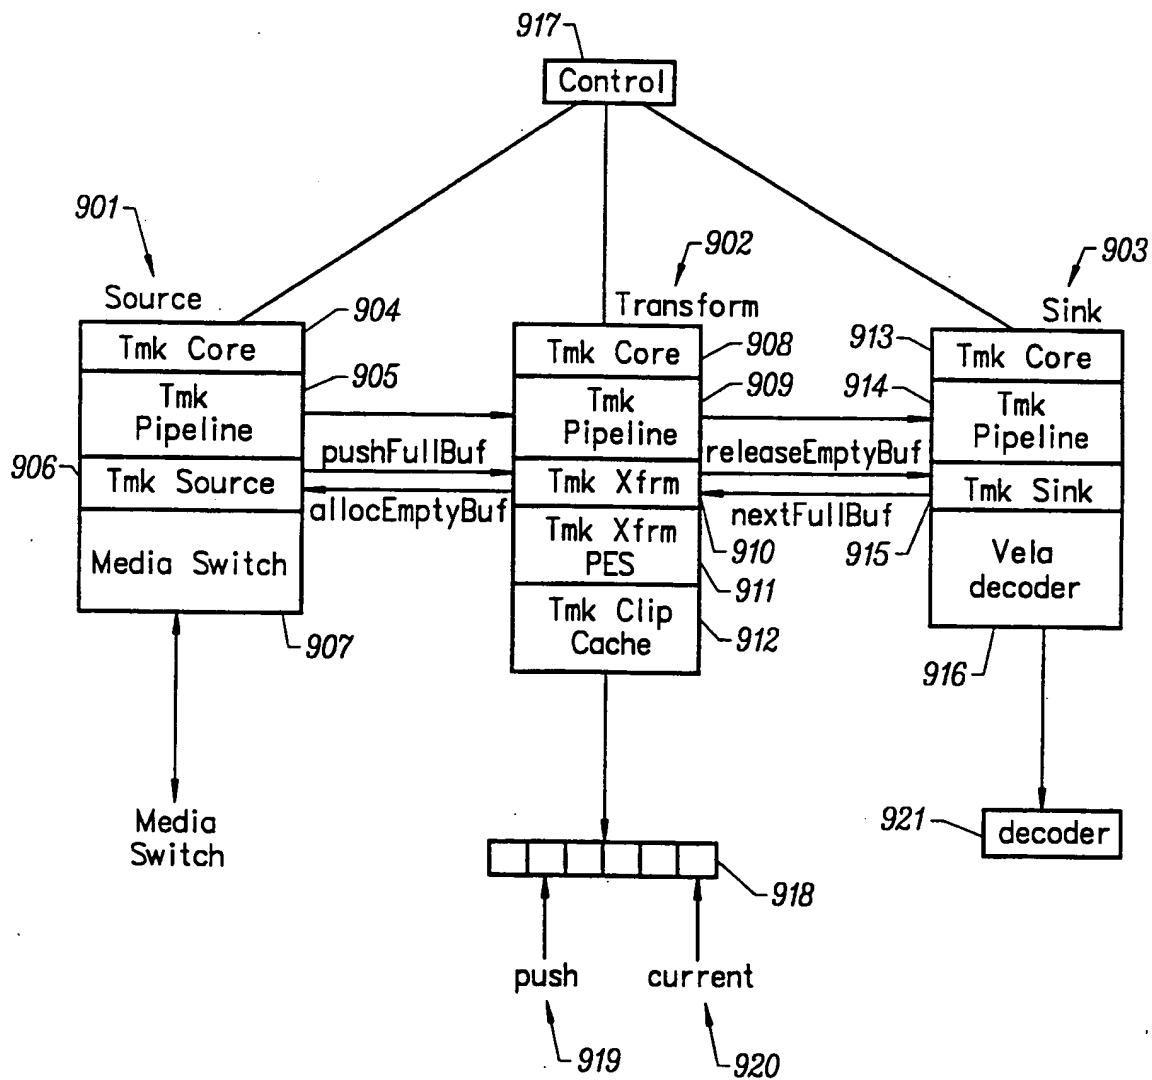 917
Control
901
902
903
Source
Transform
Sink
904
908
913
Tmk Core
Tmk Core
Tmk Core
905
909
914
Tmk
Pipeline
Tmk
Pipeline
Tmk
Pipeline
906
pushFullBuf
releaseEmptyBuf
Tmk Source
Tmk Xfrm
Tmk Sink
allocEmptyBuf
nextFullBuf
910
915
Media Switch
Tmk Xfrm
PES
Vela
decoder
911
907
Tmk Clip
Cache
912
916
Media
Switch
921
decoder
918
push
current
919
920